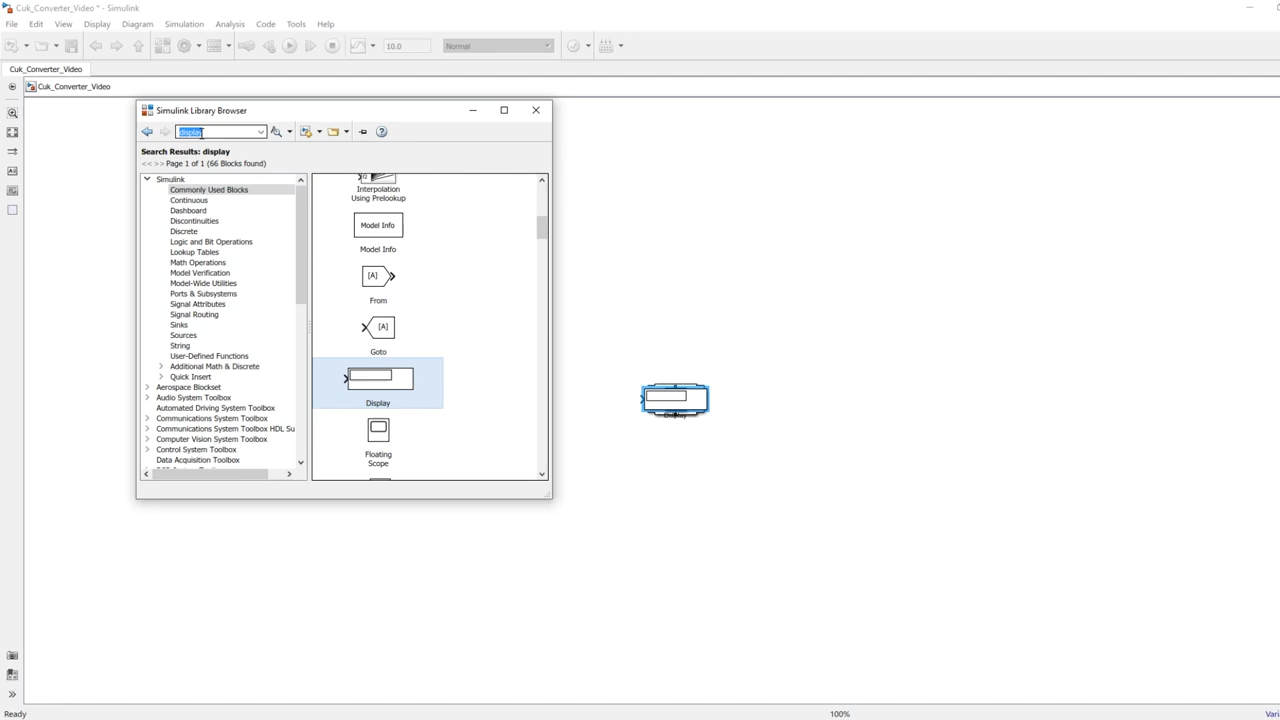 Cuk_Converter_Video * - Simulink
File Edit View Display Diagram Simulation Analysis Code Tools Help
10.0 Normal
Cuk_Converter_Video
Cuk_Converter_Video
Simulink Library Browser
display
Search Results: display
<< >> Page 1 of 1 (66 Blocks found)
Simulink
Commonly Used Blocks
Continuous
Dashboard
Discontinuities
Discrete
Logic and Bit Operations
Lookup Tables
Math Operations
Model Verification
Model-Wide Utilities
Ports & Subsystems
Signal Attributes
Signal Routing
Sinks
Sources
String
User-Defined Functions
Additional Math & Discrete
Quick Insert
Aerospace Blockset
Audio System Toolbox
Automated Driving System Toolbox
Communications System Toolbox
Communications System Toolbox HDL Su
Computer Vision System Toolbox
Control System Toolbox
Data Acquisition Toolbox
Interpolation
Using Prelookup
Model Info
Model Info
[A]
From
[A]
Goto
Display
Floating
Scope
Display
Ready 100% Vari